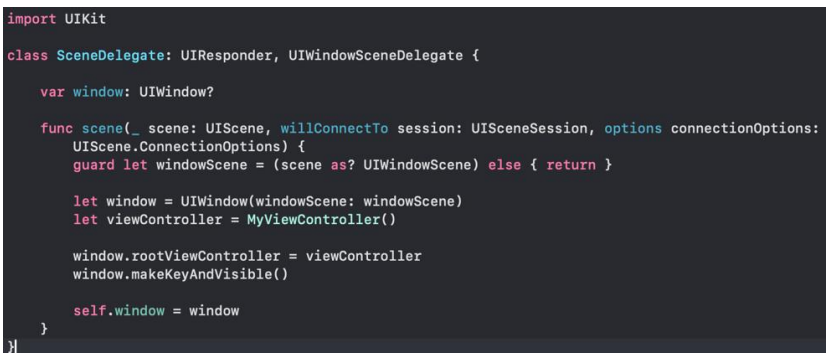 import UIKit
class SceneDelegate: UIResponder, UIWindowSceneDelegate {
var window: UIWindow?
func scene(_ scene: UIScene, willConnectTo session: UISceneSession, options connectionOptions:
UIScene.ConnectionOptions) {
guard let windowScene = (scene as? UIWindowScene) else { return }
let window = UIWindow(windowScene: windowScene)
let viewController = MyViewController()
window.rootViewController = viewController
window.makeKeyAndVisible()
self.window = window
}
}